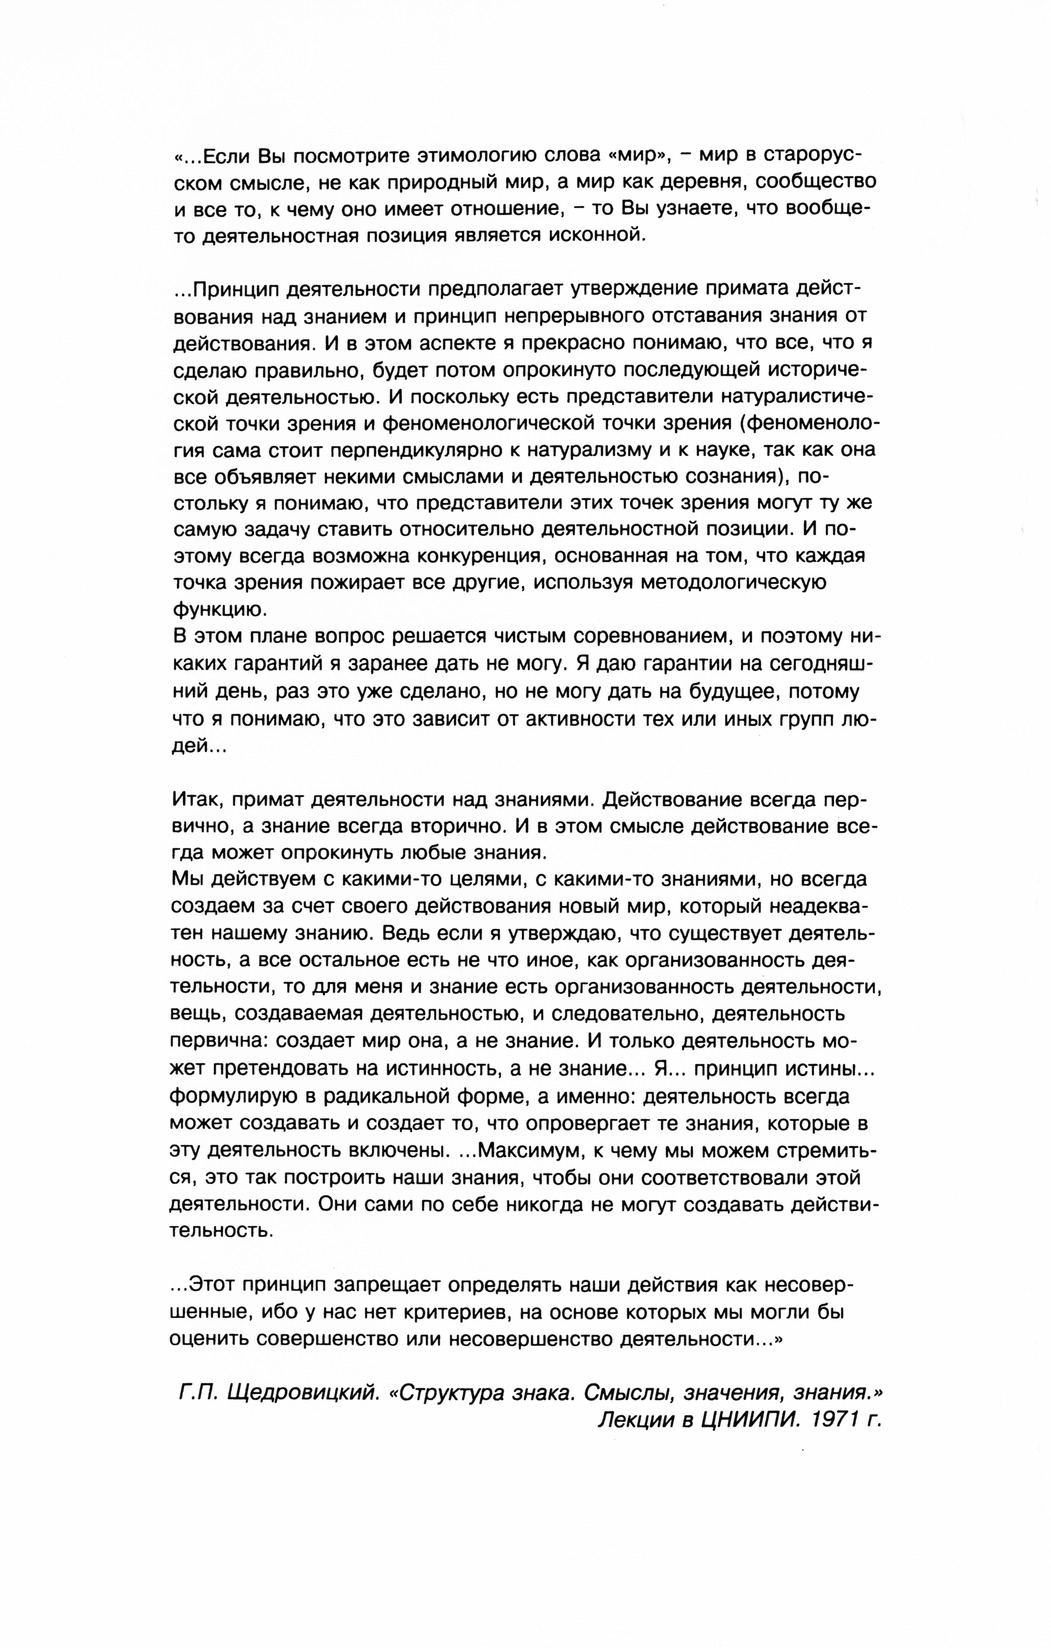 «...Если Вы посмотрите этимологию слова «мир», – мир в старорус-
ском смысле, не как природный мир, а мир как деревня, сообщество
и все то, к чему оно имеет отношение, – то Вы узнаете, что вообще-
то деятельностная позиция является исконной.

...Принцип деятельности предполагает утверждение примата дейст-
вования над знанием и принцип непрерывного отставания знания от
действования. И в этом аспекте я прекрасно понимаю, что все, что я
сделаю правильно, будет потом опрокинуто последующей историче-
ской деятельностью. И поскольку есть представители натуралистиче-
ской точки зрения и феноменологической точки зрения (феноменоло-
гия сама стоит перпендикулярно к натурализму и к науке, так как она
все объявляет некими смыслами и деятельностью сознания), по-
стольку я понимаю, что представители этих точек зрения могут ту же
самую задачу ставить относительно деятельностной позиции. И по-
этому всегда возможна конкуренция, основанная на том, что каждая
точка зрения пожирает все другие, используя методологическую
функцию.
В этом плане вопрос решается чистым соревнованием, и поэтому ни-
каких гарантий я заранее дать не могу. Я даю гарантии на сегодняш-
ний день, раз это уже сделано, но не могу дать на будущее, потому
что я понимаю, что это зависит от активности тех или иных групп лю-
дей...

Итак, примат деятельности над знаниями. Действование всегда пер-
вично, а знание всегда вторично. И в этом смысле действование все-
гда может опрокинуть любые знания.
Мы действуем с какими-то целями, с какими-то знаниями, но всегда
создаем за счет своего действования новый мир, который неадеква-
тен нашему знанию. Ведь если я утверждаю, что существует деятель-
ность, а все остальное есть не что иное, как организованность дея-
тельности, то для меня и знание есть организованность деятельности,
вещь, создаваемая деятельностью, и следовательно, деятельность
первична: создает мир она, а не знание. И только деятельность мо-
жет претендовать на истинность, а не знание... Я... принцип истины...
формулирую в радикальной форме, а именно: деятельность всегда
может создавать и создает то, что опровергает те знания, которые в
эту деятельность включены. ...Максимум, к чему мы можем стремить-
ся, это так построить наши знания, чтобы они соответствовали этой
деятельности. Они сами по себе никогда не могут создавать действи-
тельность.

...Этот принцип запрещает определять наши действия как несовер-
шенные, ибо у нас нет критериев, на основе которых мы могли бы
оценить совершенство или несовершенство деятельности...»

Г.П. Щедровицкий. «Структура знака. Смыслы, значения, знания.»
Лекции в ЦНИИПИ. 1971 г.